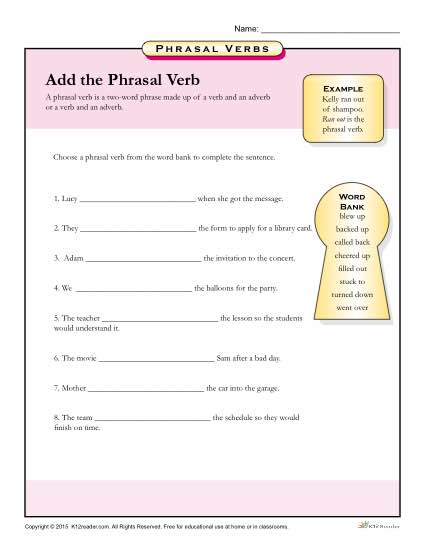 Name: ____________________
PHRASAL VERBS
Add the Phrasal Verb
A phrasal verb is a two-word phrase made up of a verb and an adverb
or a verb and an adverb.
EXAMPLE
Kelly ran out
of shampoo.
Ran out is the
phrasal verb.
Choose a phrasal verb from the word bank to complete the sentence.
WORD
BANK
blew up
backed up
called back
cheered up
filled out
stuck to
turned down
went over
1. Lucy ____________________ when she got the message.
2. They ____________________ the form to apply for a library card.
3. Adam ____________________ the invitation to the concert.
4. We ____________________ the balloons for the party.
5. The teacher ____________________ the lesson so the students
would understand it.
6. The movie ____________________ Sam after a bad day.
7. Mother ____________________ the car into the garage.
8. The team ____________________ the schedule so they would
finish on time.
Copyright © 2015 K12reader.com. All Rights Reserved. Free for educational use at home or in classrooms.
K12Reader